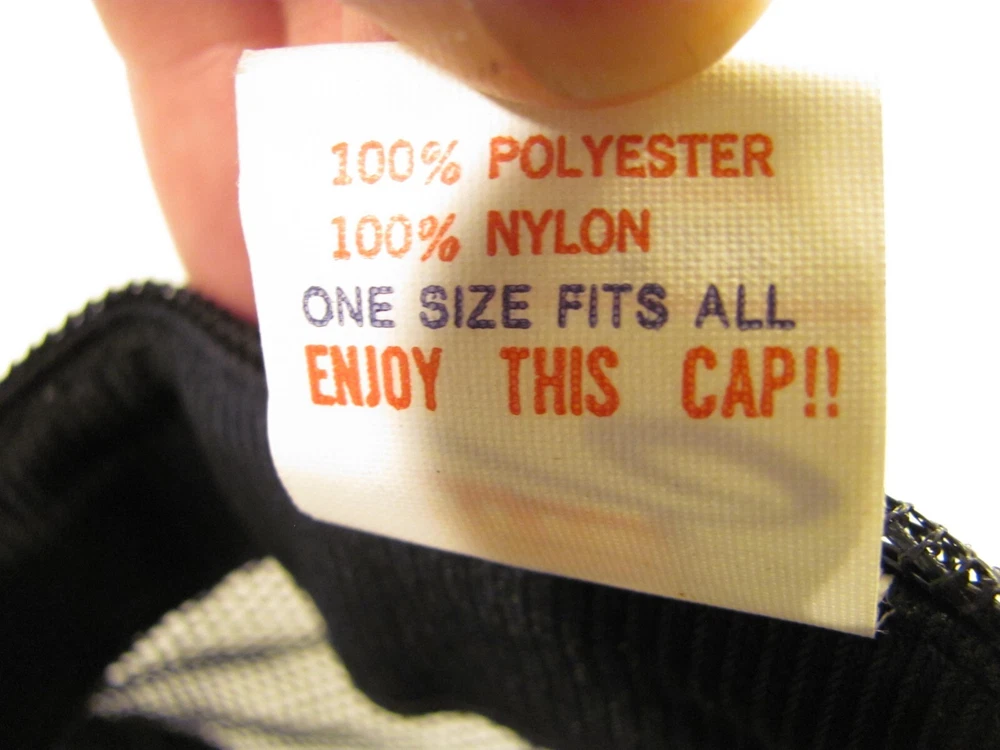 100% POLYESTER
100% NYLON
ONE SIZE FITS ALL
ENJOY THIS CAP!!